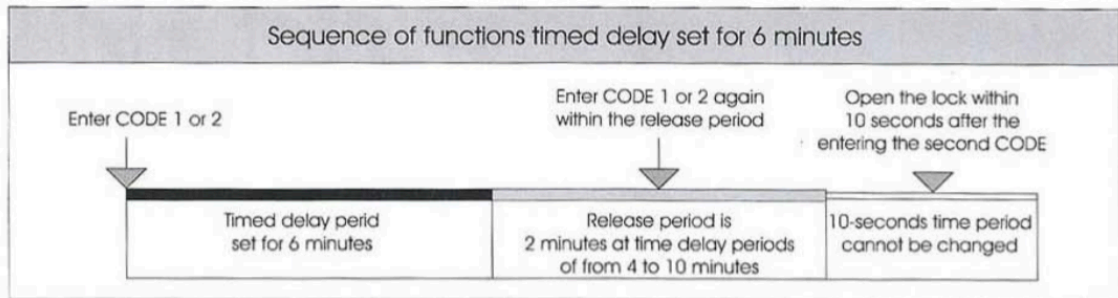 Sequence of functions timed delay set for 6 minutes
Enter CODE 1 or 2
Enter CODE 1 or 2 again
within the release period
Open the lock within
10 seconds after the
entering the second CODE
Timed delay perid
set for 6 minutes
Release period is
2 minutes at time delay periods
of from 4 to 10 minutes
10-seconds time period
cannot be changed